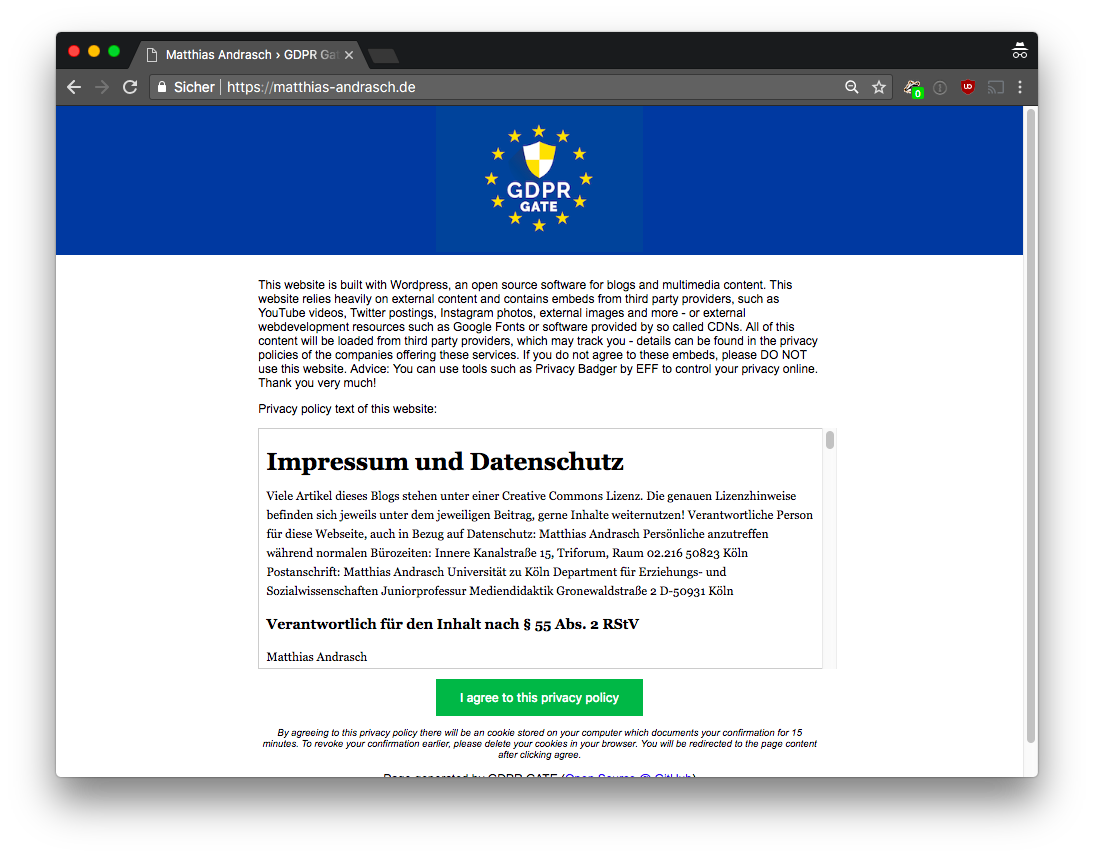 Matthias Andrasch › GDPR Ga
Sicher https://matthias-andrasch.de
0
GDPR
GATE
This website is built with Wordpress, an open source software for blogs and multimedia content. This
website relies heavily on external content and contains embeds from third party providers, such as
YouTube videos, Twitter postings, Instagram photos, external images and more - or external
webdevelopment resources such as Google Fonts or software provided by so called CDNs. All of this
content will be loaded from third party providers, which may track you - details can be found in the privacy
policies of the companies offering these services. If you do not agree to these embeds, please DO NOT
use this website. Advice: You can use tools such as Privacy Badger by EFF to control your privacy online.
Thank you very much!
Privacy policy text of this website:
Impressum und Datenschutz
Viele Artikel dieses Blogs stehen unter einer Creative Commons Lizenz. Die genauen Lizenzhinweise
befinden sich jeweils unter dem jeweiligen Beitrag, gerne Inhalte weiternutzen! Verantwortliche Person
für diese Webseite, auch in Bezug auf Datenschutz: Matthias Andrasch Persönliche anzutreffen
während normalen Bürozeiten: Innere Kanalstraße 15, Triforum, Raum 02.216 50823 Köln
Postanschrift: Matthias Andrasch Universität zu Köln Department für Erziehungs- und
Sozialwissenschaften Juniorprofessur Mediendidaktik Gronewaldstraße 2 D-50931 Köln
Verantwortlich für den Inhalt nach § 55 Abs. 2 RStV
Matthias Andrasch
I agree to this privacy policy
By agreeing to this privacy policy there will be an cookie stored on your computer which documents your confirmation for 15
minutes. To revoke your confirmation earlier, please delete your cookies in your browser. You will be redirected to the page content
after clicking agree.
Page generated by GDPR GATE (Open Source @ GitHub)